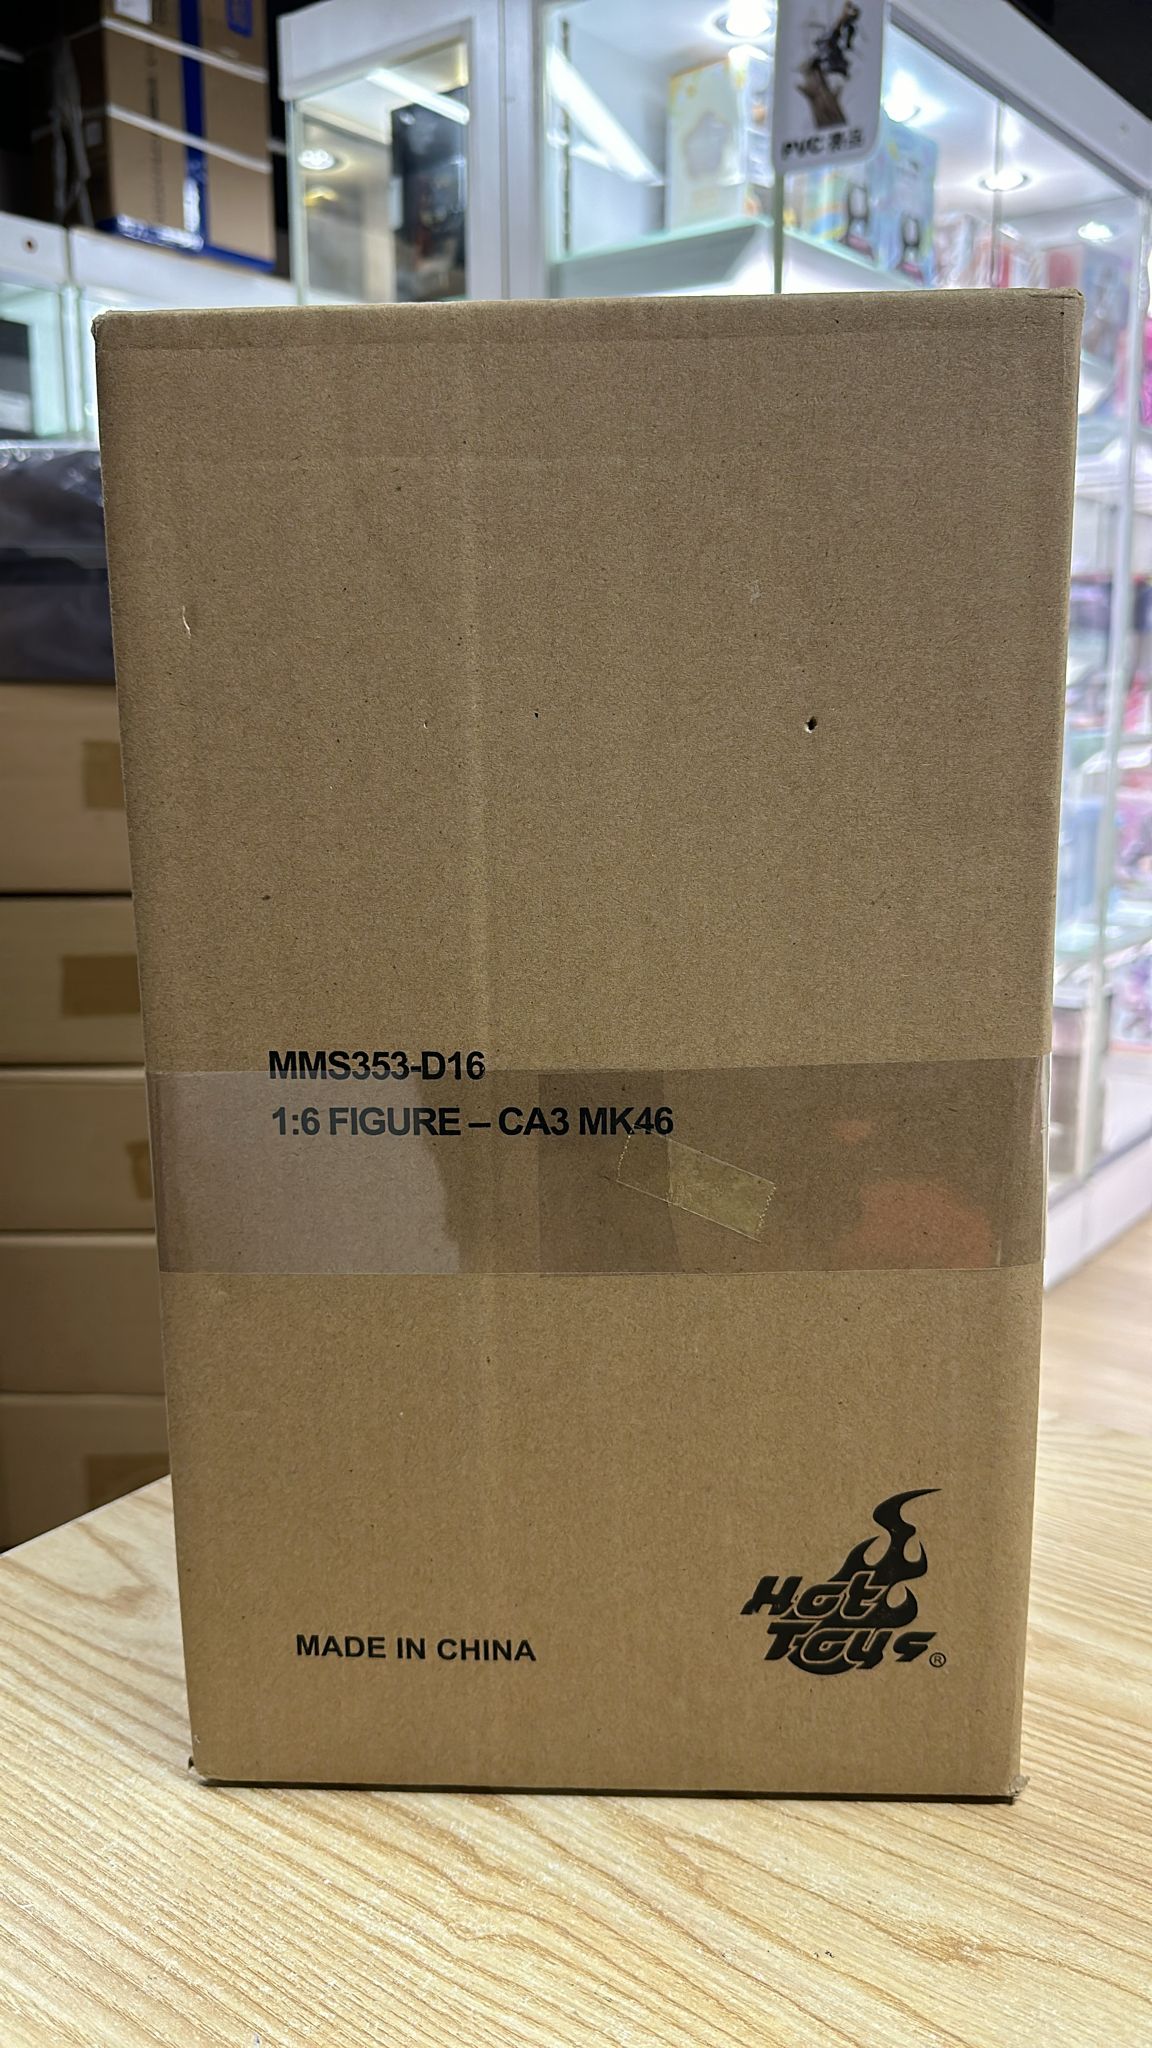 PVC
MMS353-D16
1:6 FIGURE – CA3 MK46
Hot
Toys®
MADE IN CHINA